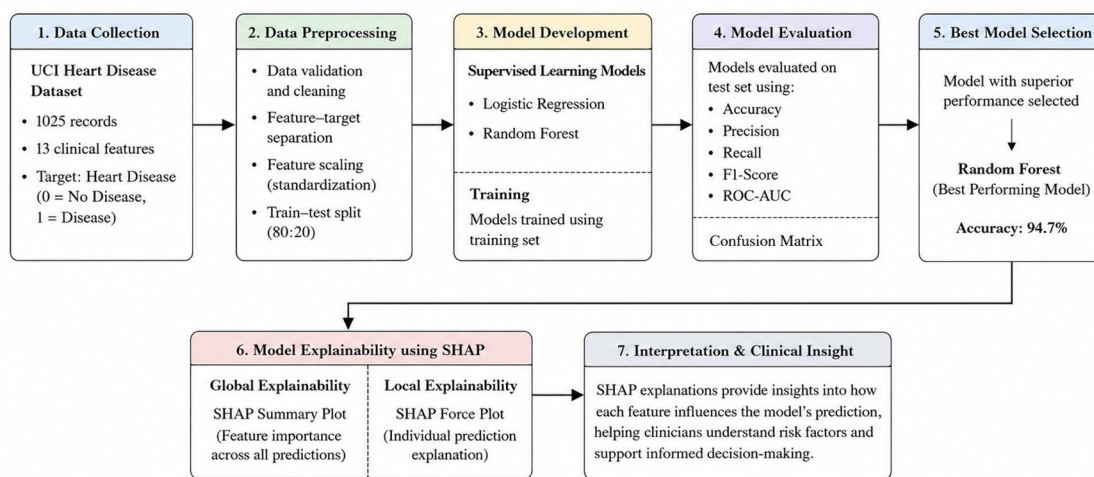 1. Data Collection
UCI Heart Disease
Dataset
• 1025 records
• 13 clinical features
• Target: Heart Disease
(0 = No Disease,
1 = Disease)
2. Data Preprocessing
• Data validation
and cleaning
• Feature–target
separation
• Feature scaling
(standardization)
• Train–test split
(80:20)
3. Model Development
Supervised Learning Models
• Logistic Regression
• Random Forest
Training
Models trained using
training set
4. Model Evaluation
Models evaluated on
test set using:
• Accuracy
• Precision
• Recall
• F1-Score
• ROC-AUC
Confusion Matrix
5. Best Model Selection
Model with superior
performance selected
Random Forest
(Best Performing Model)
Accuracy: 94.7%
6. Model Explainability using SHAP
Global Explainability
SHAP Summary Plot
(Feature importance
across all predictions)
Local Explainability
SHAP Force Plot
(Individual prediction
explanation)
7. Interpretation & Clinical Insight
SHAP explanations provide insights into how
each feature influences the model's prediction,
helping clinicians understand risk factors and
support informed decision-making.